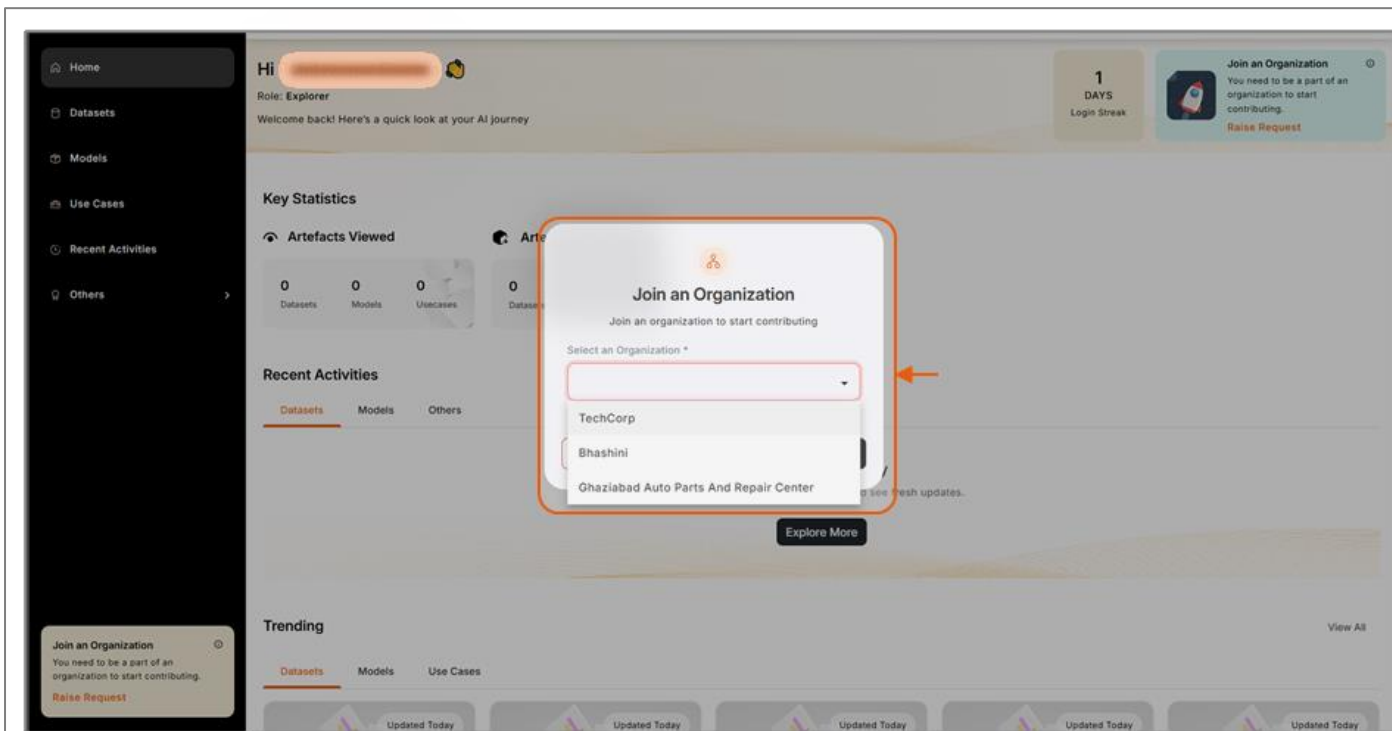 Home
Datasets
Models
Use Cases
Recent Activities
Others
Join an Organization
You need to be a part of an
organization to start contributing.
Raise Request
Hi
Role: Explorer
Welcome back! Here's a quick look at your AI journey
1
DAYS
Login Streak
Join an Organization
You need to be a part of an
organization to start
contributing.
Raise Request
Key Statistics
Artefacts Viewed
0 0 0 0
Datasets Models Usecases
Join an Organization
Join an organization to start contributing
Select an Organization *
TechCorp
Bhashini
Ghaziabad Auto Parts And Repair Center
Recent Activities
Datasets Models Others
see fresh updates.
Explore More
Trending
View All
Datasets Models Use Cases
Updated Today Updated Today Updated Today Updated Today Updated Today